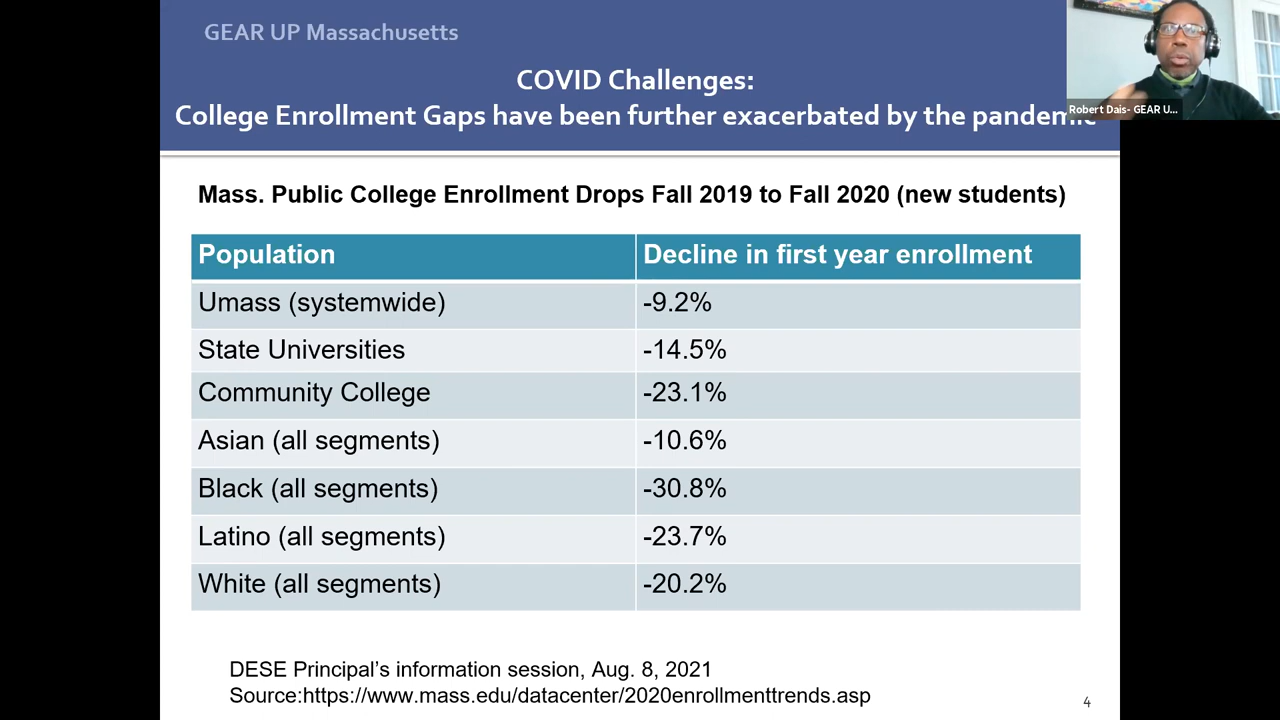 GEAR UP Massachusetts
COVID Challenges:
College Enrollment Gaps have been further exacerbated by the pandemic
Robert Dais- GEAR U...
Mass. Public College Enrollment Drops Fall 2019 to Fall 2020 (new students)
Population Decline in first year enrollment
Umass (systemwide) -9.2%
State Universities -14.5%
Community College -23.1%
Asian (all segments) -10.6%
Black (all segments) -30.8%
Latino (all segments) -23.7%
White (all segments) -20.2%
DESE Principal's information session, Aug. 8, 2021
Source:https://www.mass.edu/datacenter/2020enrollmenttrends.asp
4